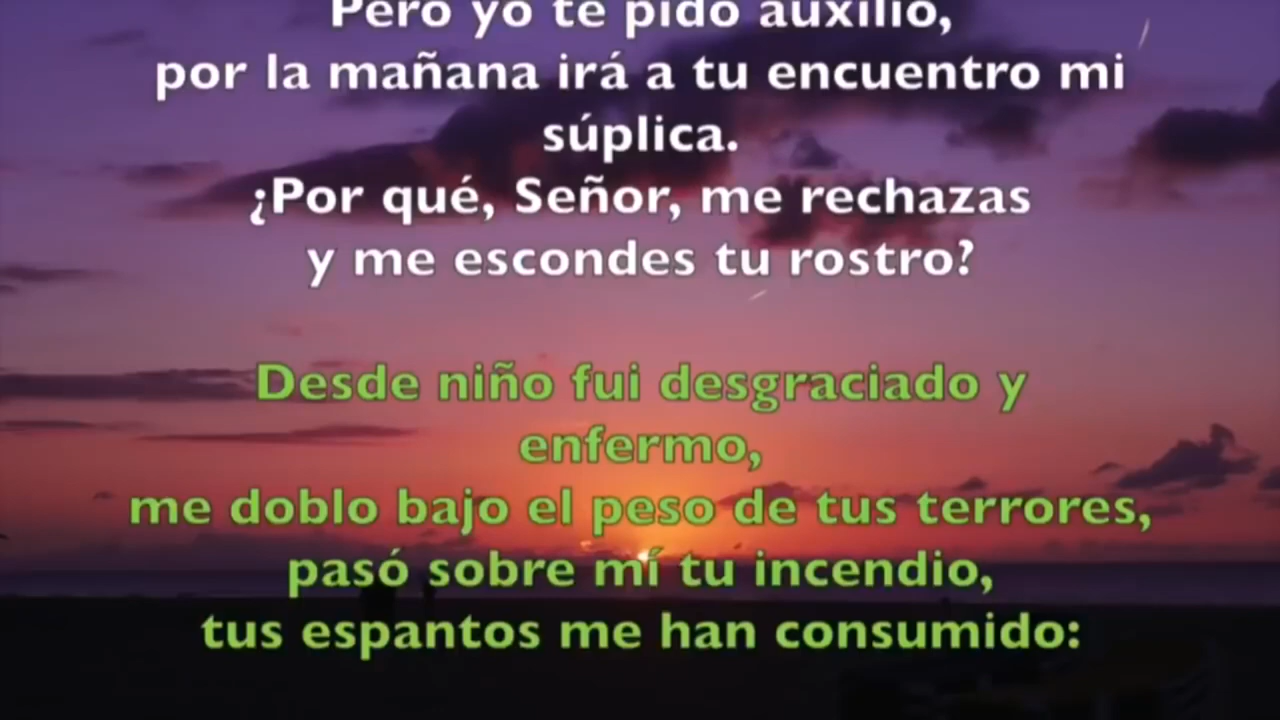 Pero yo te pido auxilio,
por la mañana irá a tu encuentro mi
súplica.
¿Por qué, Señor, me rechazas
y me escondes tu rostro?
Desde niño fui desgraciado y
enfermo,
me doblo bajo el peso de tus terrores,
pasó sobre mí tu incendio,
tus espantos me han consumido: